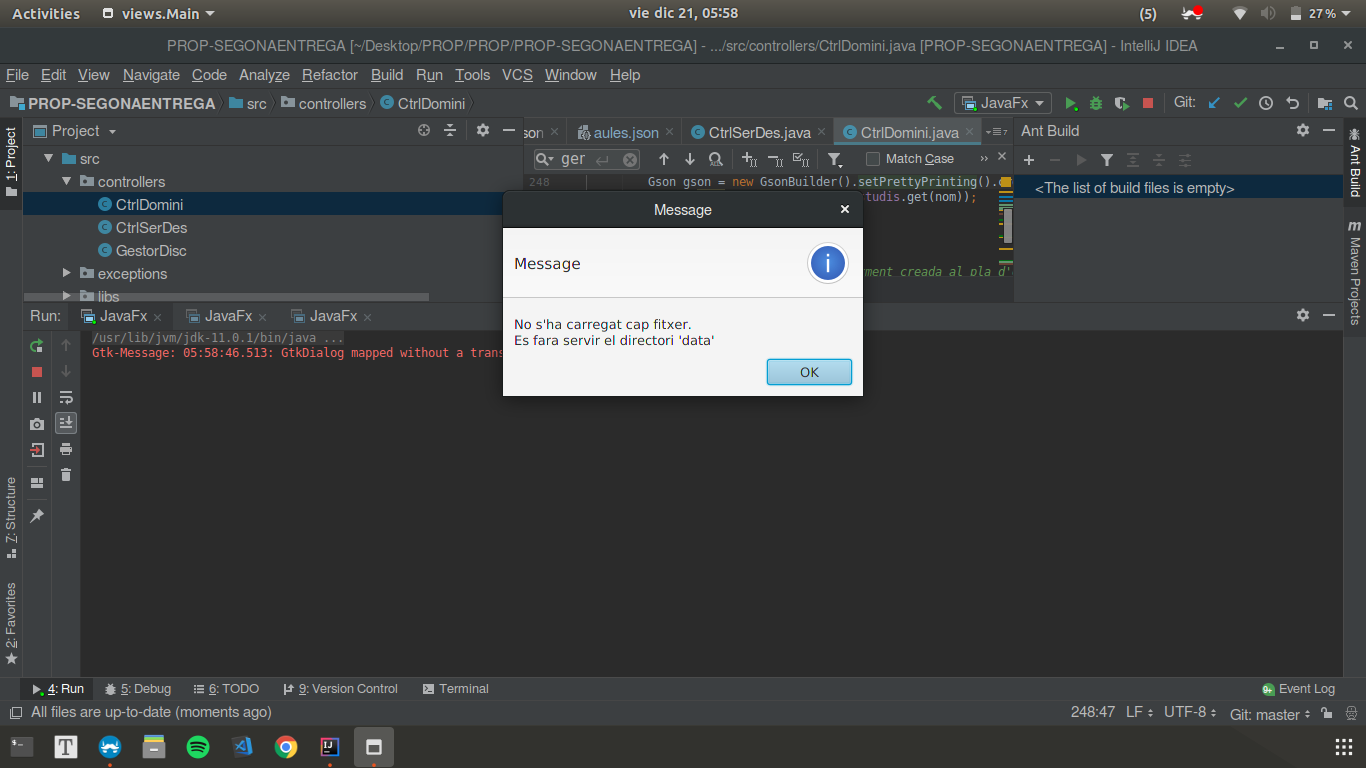 Activities views.Main vie dic 21, 05:58 (5) 27%
PROP-SEGONAENTREGA [~/Desktop/PROP/PROP/PROP-SEGONAENTREGA] - .../src/controllers/CtrlDomini.java [PROP-SEGONAENTREGA] - IntelliJ IDEA
File Edit View Navigate Code Analyze Refactor Build Run Tools VCS Window Help
PROP-SEGONAENTREGA src controllers CtrlDomini JavaFx Git:
1: Project
Project
son aules.json CtrlSerDes.java CtrlDomini.java 7
Ant Build
src
controllers
CtrlDomini
CtrlSerDes
GestorDisc
exceptions
libs
ger Match Case »
248 Gson gson = new GsonBuilder().setPrettyPrinting().
tudis.get(nom));
ment creada al pla d'
<The list of build files is empty>
Ant Build
m Maven Projects
Message
Message
i
No s'ha carregat cap fitxer.
Es fara servir el directori 'data'
OK
Run: JavaFx JavaFx JavaFx
/usr/lib/jvm/jdk-11.0.1/bin/java ...
Gtk-Message: 05:58:46.513: GtkDialog mapped without a trans
7: Structure
2: Favorites
4: Run 5: Debug 6: TODO 9: Version Control Terminal 9+ Event Log
All files are up-to-date (moments ago) 248:47 LF UTF-8 Git: master
T IJ